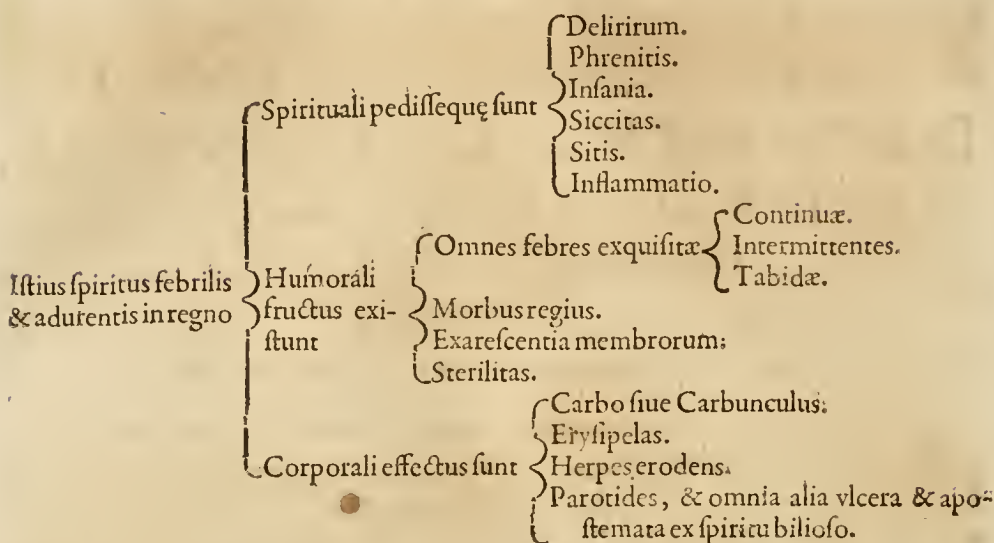 Istius spiritus febrilis
& adurentis in regno
Spirituali pedissequę sunt
Delirirum.
Phrenitis.
Insania.
Siccitas.
Sitis.
Inflammatio.
Humorali
fructus exi-
stunt
Omnes febres exquisitæ
Continuæ.
Intermittentes.
Tabidæ.
Morbus regius.
Exarescentia membrorum;
Sterilitas.
Corporali effectus sunt
Carbo siue Carbunculus.
Erysipelas.
Herpes erodens.
Parotides, & omnia alia vlcera & apo-
stemata ex spiritu bilioso.